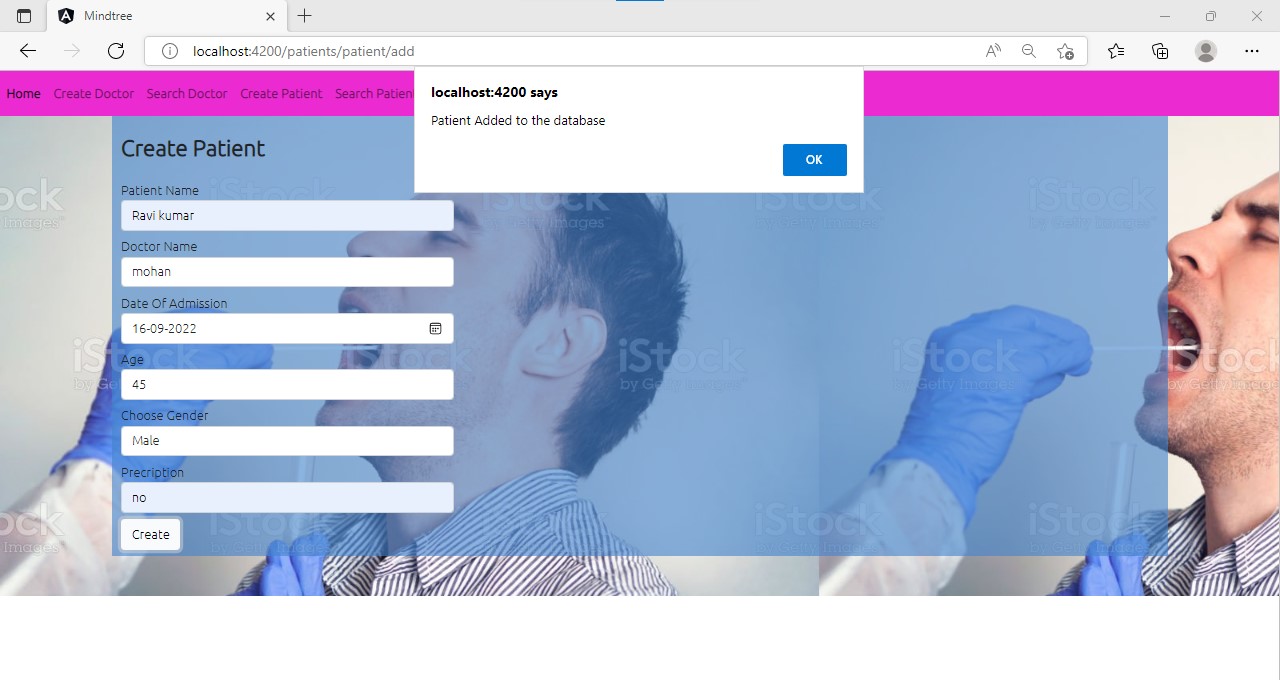 Mindtree
localhost:4200/patients/patient/add
Home Create Doctor Search Doctor Create Patient Search Patient
localhost:4200 says
Patient Added to the database
OK
Create Patient
Patient Name
Ravi kumar
Doctor Name
mohan
Date Of Admission
16-09-2022
Age
45
Choose Gender
Male
Precription
no
Create
iStock
by Getty Images™